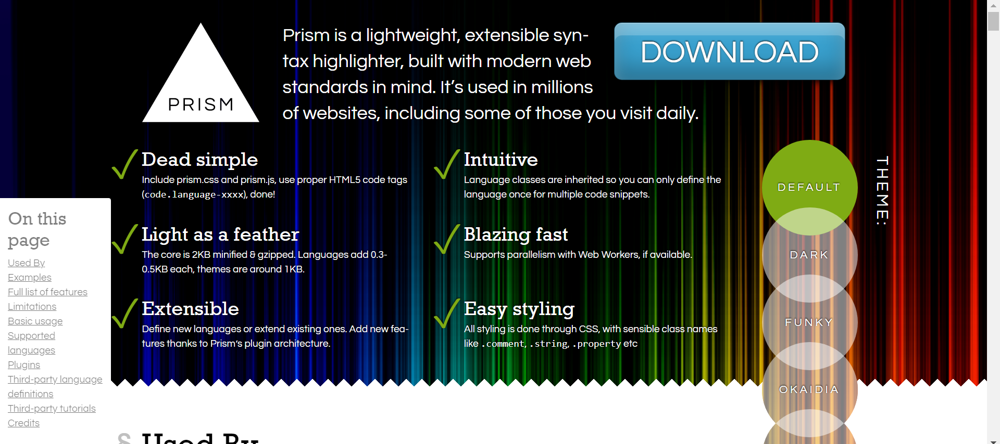 PRISM
Prism is a lightweight, extensible syn-
tax highlighter, built with modern web
standards in mind. It’s used in millions
of websites, including some of those you visit daily.
DOWNLOAD
Dead simple
Include prism.css and prism.js, use proper HTML5 code tags
(code.language-xxxx), done!
Intuitive
Language classes are inherited so you can only define the
language once for multiple code snippets.
Light as a feather
The core is 2KB minified & gzipped. Languages add 0.3-
0.5KB each, themes are around 1KB.
Blazing fast
Supports parallelism with Web Workers, if available.
Extensible
Define new languages or extend existing ones. Add new fea-
tures thanks to Prism’s plugin architecture.
Easy styling
All styling is done through CSS, with sensible class names
like .comment, .string, .property etc
THEME:
DEFAULT
DARK
FUNKY
OKAIDIA
On this
page
Used By
Examples
Full list of features
Limitations
Basic usage
Supported
languages
Plugins
Third-party language
definitions
Third-party tutorials
Credits
§ Used By